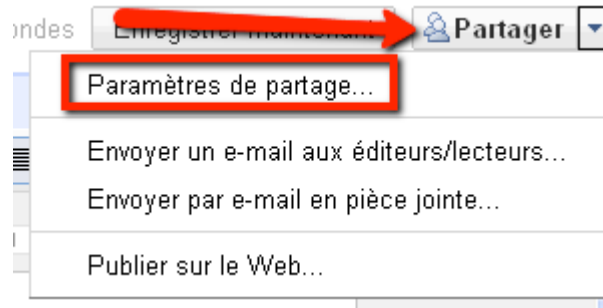 ondes Enregistrer maintenant Partager
Paramètres de partage...
Envoyer un e-mail aux éditeurs/lecteurs...
Envoyer par e-mail en pièce jointe...
Publier sur le Web...